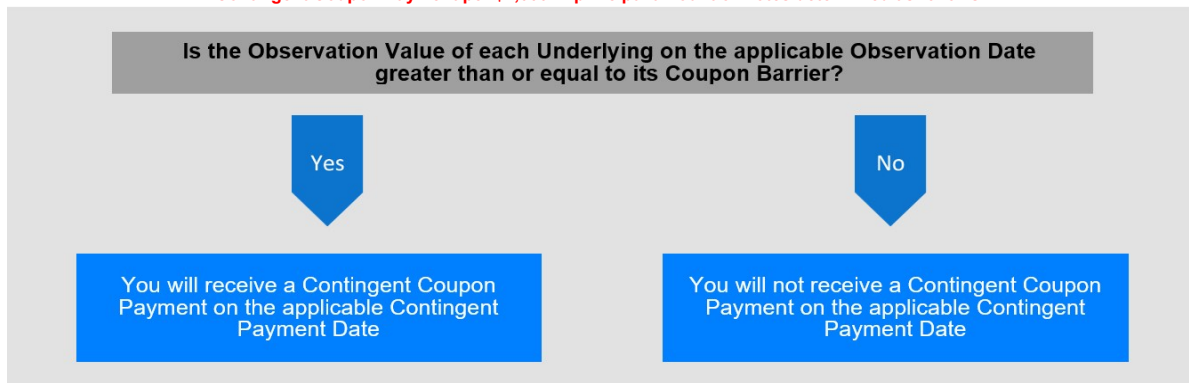 Is the Observation Value of each Underlying on the applicable Observation Date
greater than or equal to its Coupon Barrier?
Yes
No
You will receive a Contingent Coupon
Payment on the applicable Contingent
Payment Date
You will not receive a Contingent Coupon
Payment on the applicable Contingent
Payment Date